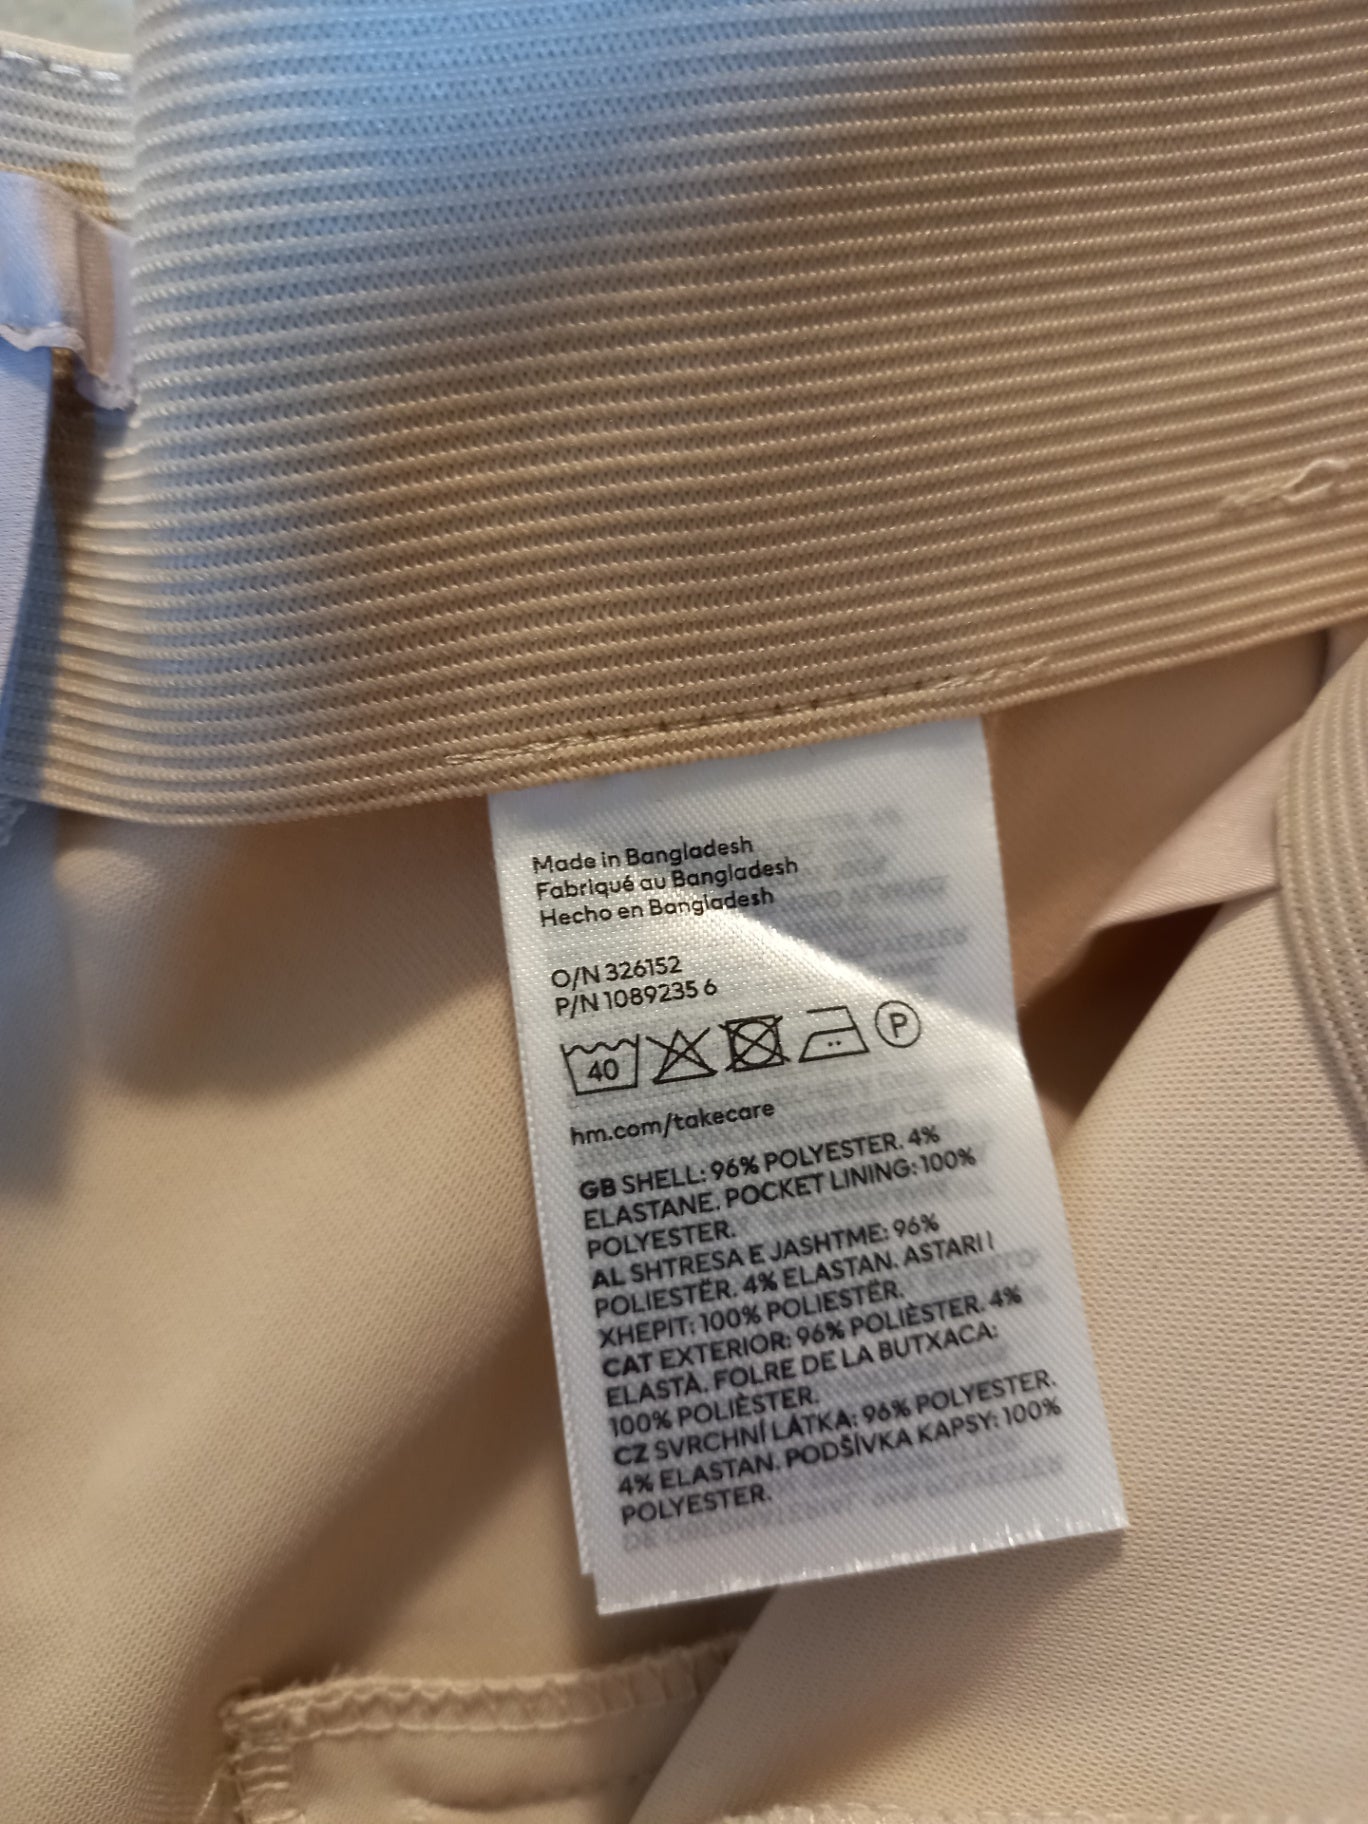 Made in Bangladesh
Fabriqué au Bangladesh
Hecho en Bangladesh
O/N 326152
P/N 1089235 6
40 P
hm.com/takecare
GB SHELL: 96% POLYESTER. 4%
ELASTANE. POCKET LINING: 100%
POLYESTER.
AL SHTRESA E JASHTME: 96%
POLIESTËR. 4% ELASTAN. ASTARI I
XHEPIT: 100% POLIESTËR.
CAT EXTERIOR: 96% POLIÈSTER. 4%
ELASTÀ. FOLRE DE LA BUTXACA:
100% POLIÈSTER.
CZ SVRCHNÍ LÁTKA: 96% POLYESTER.
4% ELASTAN. PODŠÍVKA KAPSY: 100%
POLYESTER.